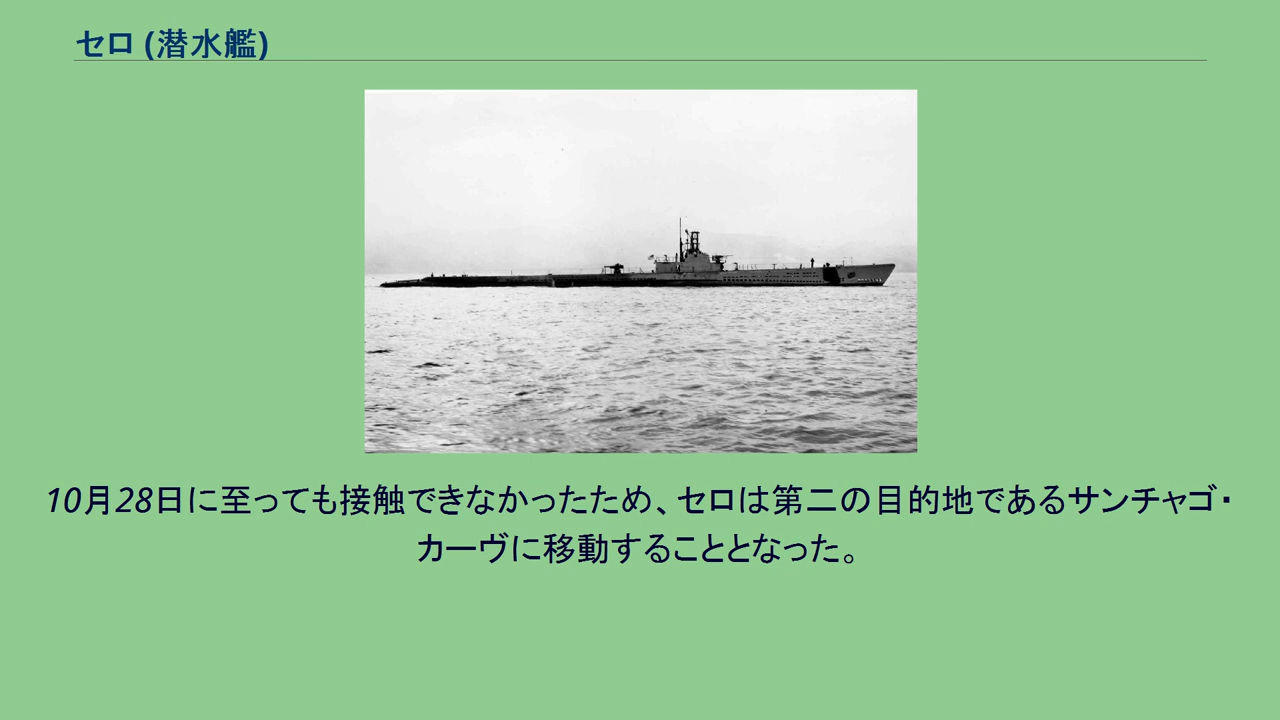 セロ (潜水艦)
10月28日に至っても接触できなかったため、セロは第二の目的地であるサンチャゴ・
カーヴに移動することとなった。